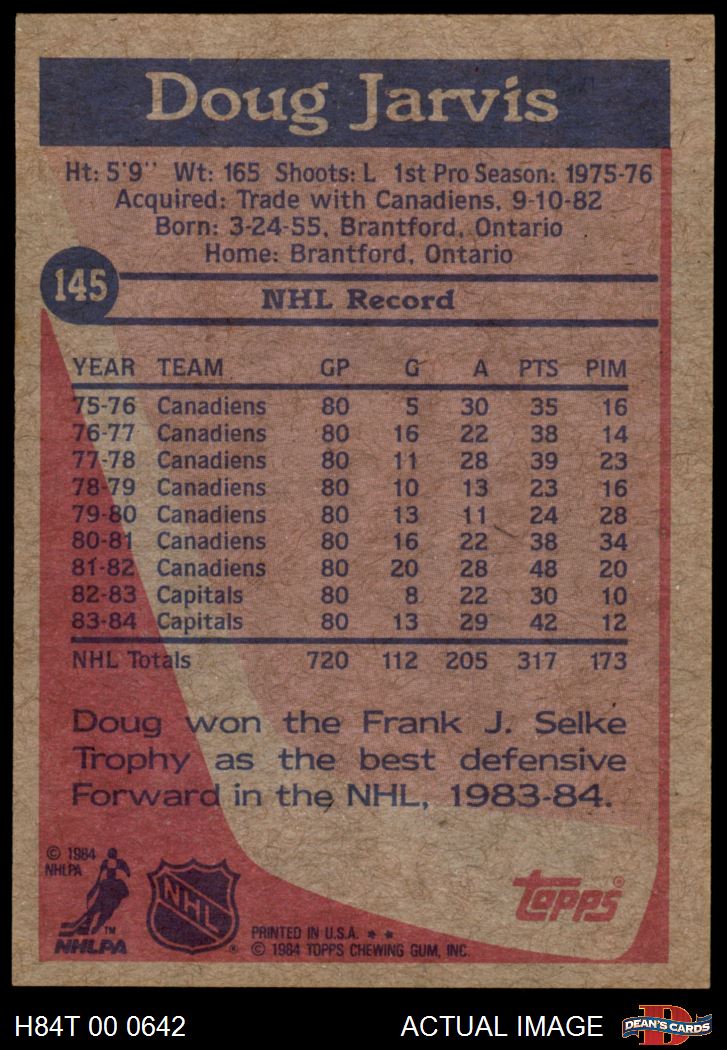 Doug Jarvis
Ht: 5'9" Wt: 165 Shoots: L 1st Pro Season: 1975-76
Acquired: Trade with Canadiens, 9-10-82
Born: 3-24-55, Brantford, Ontario
Home: Brantford, Ontario
145
NHL Record
YEAR TEAM GP G A PTS PIM
75-76 Canadiens 80 5 30 35 16
76-77 Canadiens 80 16 22 38 14
77-78 Canadiens 80 11 28 39 23
78-79 Canadiens 80 10 13 23 16
79-80 Canadiens 80 13 11 24 28
80-81 Canadiens 80 16 22 38 34
81-82 Canadiens 80 20 28 48 20
82-83 Capitals 80 8 22 30 10
83-84 Capitals 80 13 29 42 12
NHL Totals 720 112 205 317 173
Doug won the Frank J. Selke
Trophy as the best defensive
Forward in the NHL, 1983-84.
© 1984
NHLPA
TM
NHLPA
NHL
®
topps®
PRINTED IN U.S.A. ★ ★
© 1984 TOPPS CHEWING GUM, INC.
H84T 00 0642
ACTUAL IMAGE
D
DEAN'S CARDS